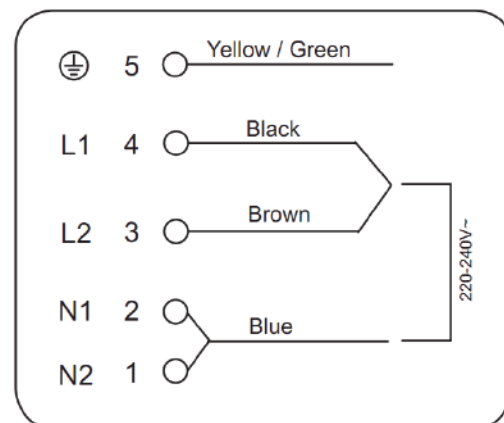 5 Yellow / Green
L1 4 Black
L2 3 Brown
N1 2
Blue
N2 1
220-240V~